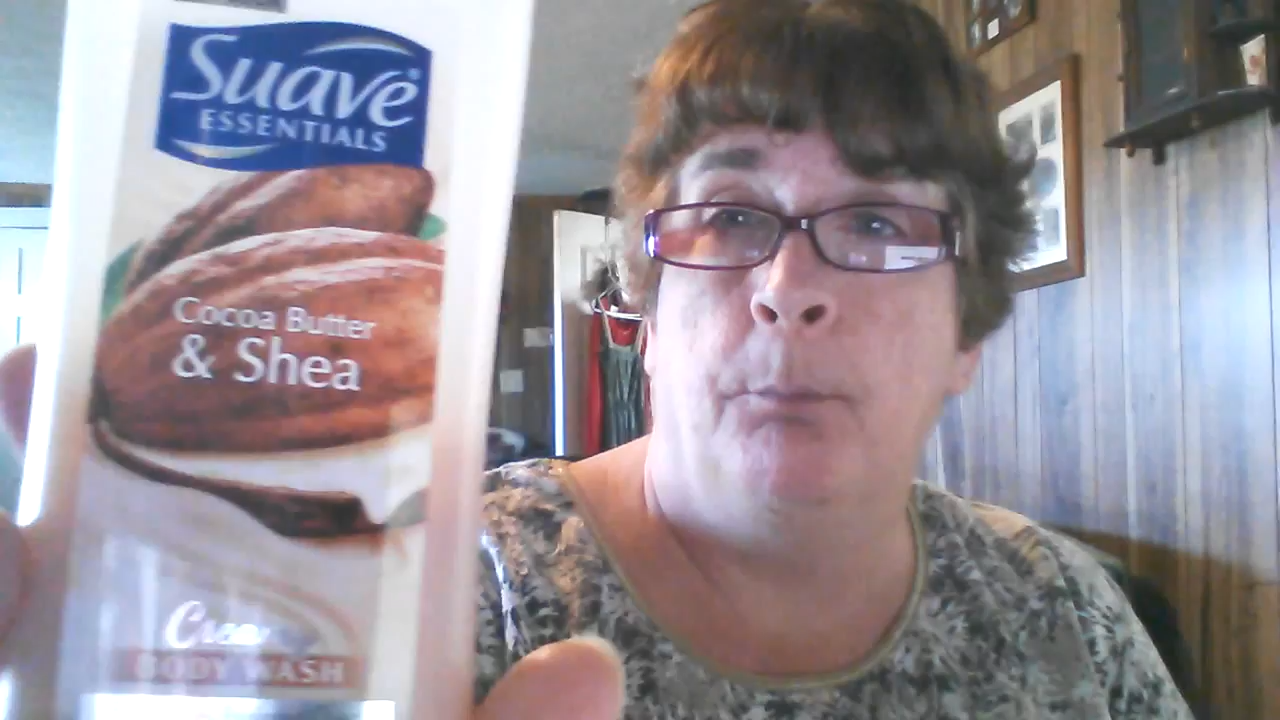 Suave®
ESSENTIALS
Cocoa Butter
& Shea
BODY WASH